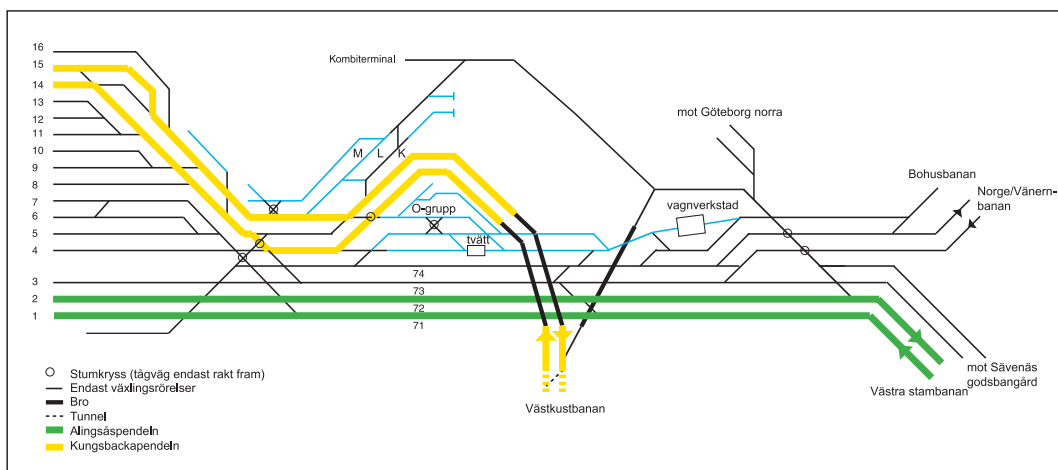 16
15
14
13
12
11
10
9
8
7
6
5
4
3
2
1
Kombiterminal
mot Göteborg norra
M L K
Bohusbanan
Norge/Vänern-
banan
vagnverkstad
O-grupp
tvätt
74
73
72
71
Stumkryss (tågväg endast rakt fram)
Endast växlingsrörelser
Bro
Tunnel
Alingsåspendeln
Kungsbackapendeln
Västkustbanan
mot Sävenäs
godsbangård
Västra stambanan